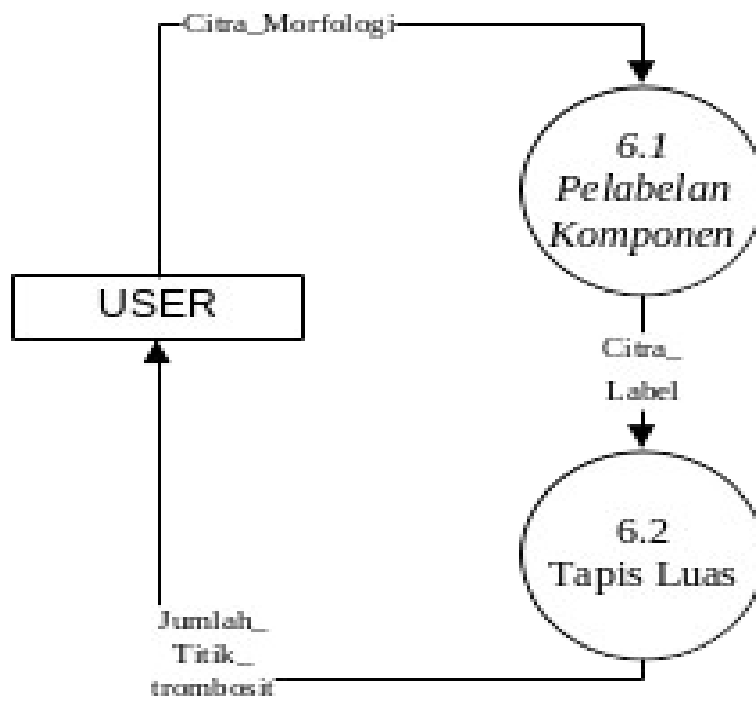 Citra_Morfologi
6.1
Pelabelan
Komponen
USER
Citra_
Label
6.2
Tapis Luas
Jumlah_
Titik_
trombosit